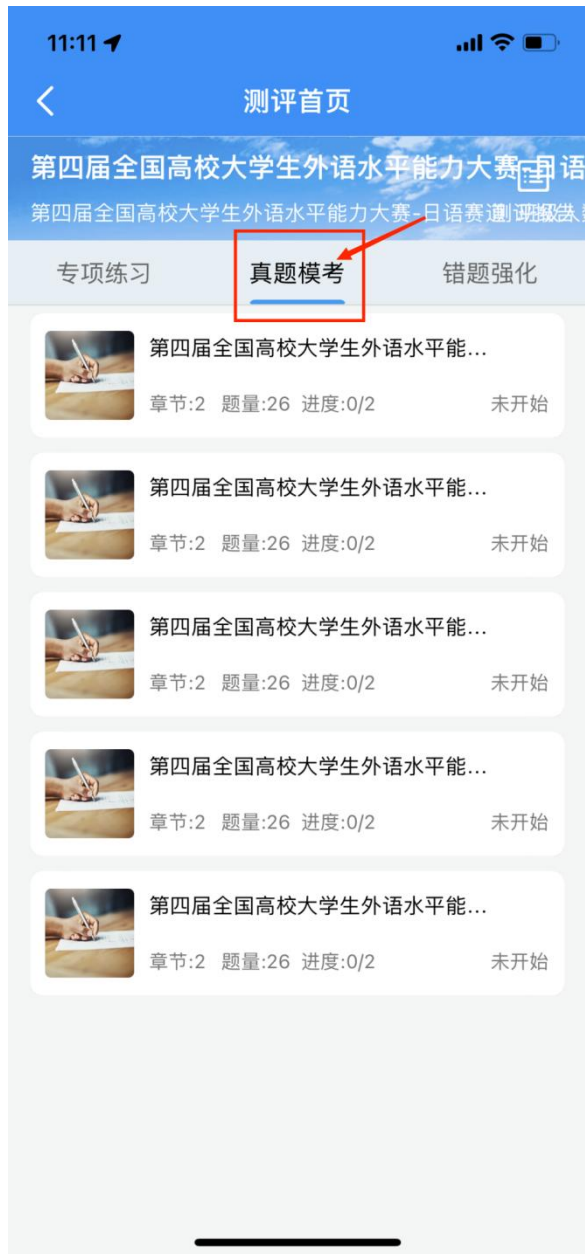 11:11
测评首页
第四届全国高校大学生外语水平能力大赛-日语
第四届全国高校大学生外语水平能力大赛-日语赛道
专项练习 真题模考 错题强化
第四届全国高校大学生外语水平能...
章节:2 题量:26 进度:0/2 未开始
第四届全国高校大学生外语水平能...
章节:2 题量:26 进度:0/2 未开始
第四届全国高校大学生外语水平能...
章节:2 题量:26 进度:0/2 未开始
第四届全国高校大学生外语水平能...
章节:2 题量:26 进度:0/2 未开始
第四届全国高校大学生外语水平能...
章节:2 题量:26 进度:0/2 未开始